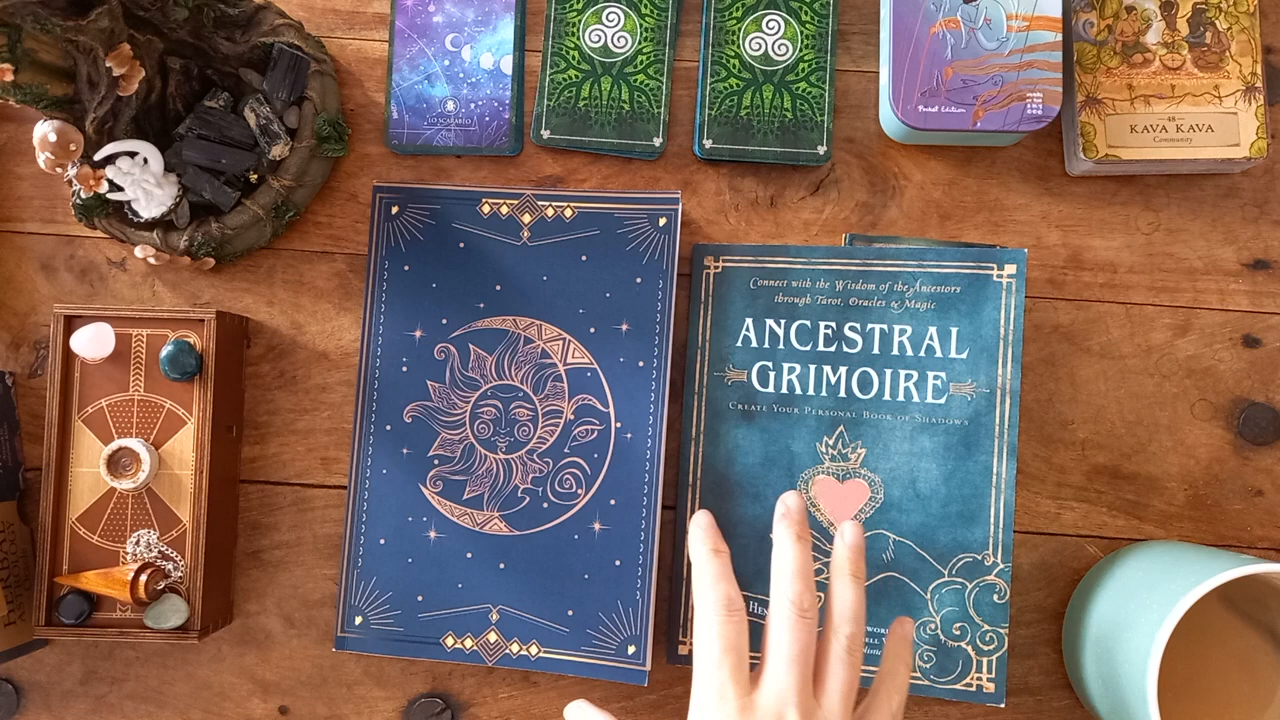 LO SCARABEO
Pocket Edition
—48—
KAVA KAVA
Community
Connect with the Wisdom of the Ancestors
through Tarot, Oracles & Magic
ANCESTRAL
GRIMOIRE
CREATE YOUR PERSONAL BOOK OF SHADOWS
HERBAL